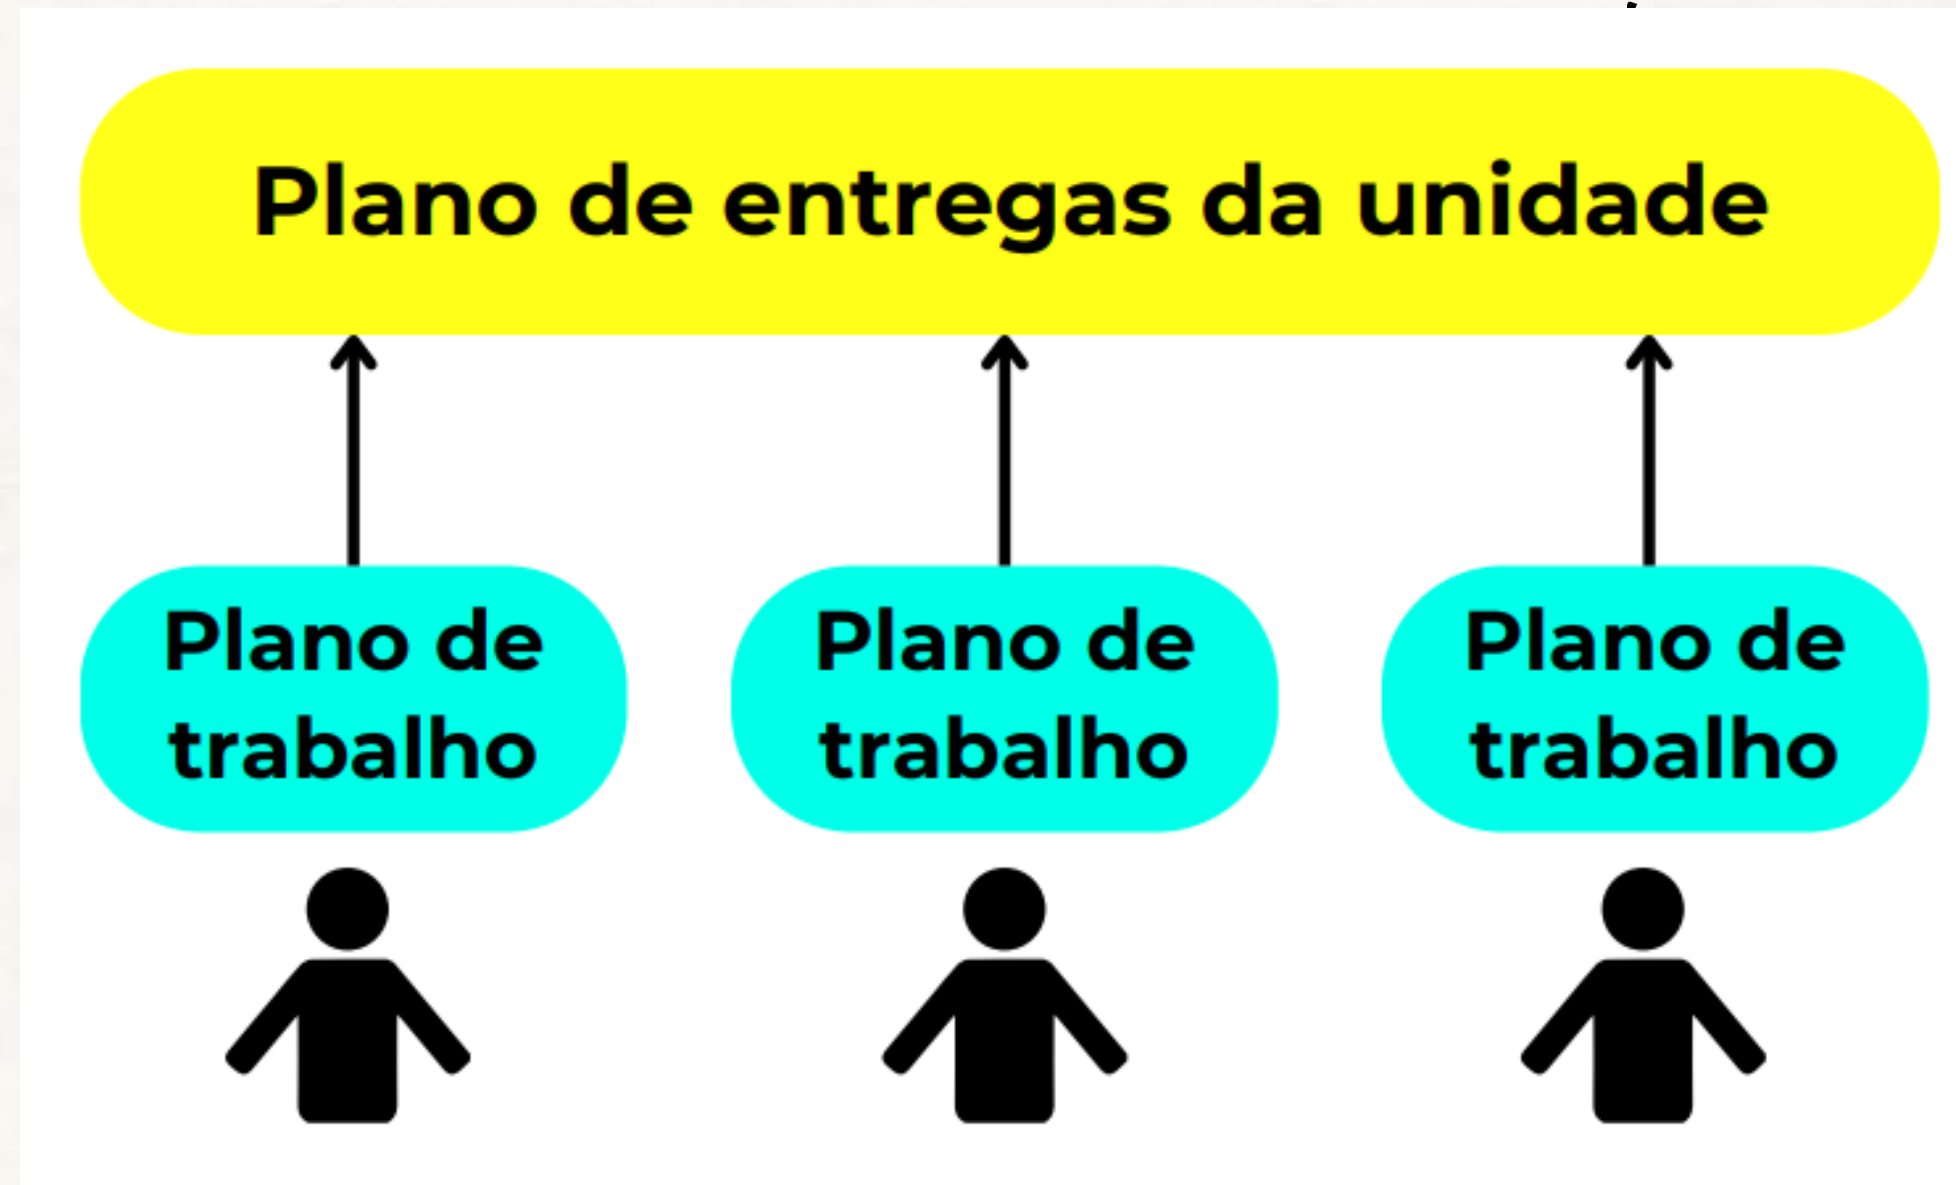 Plano de entregas da unidade
Plano de
trabalho
Plano de
trabalho
Plano de
trabalho